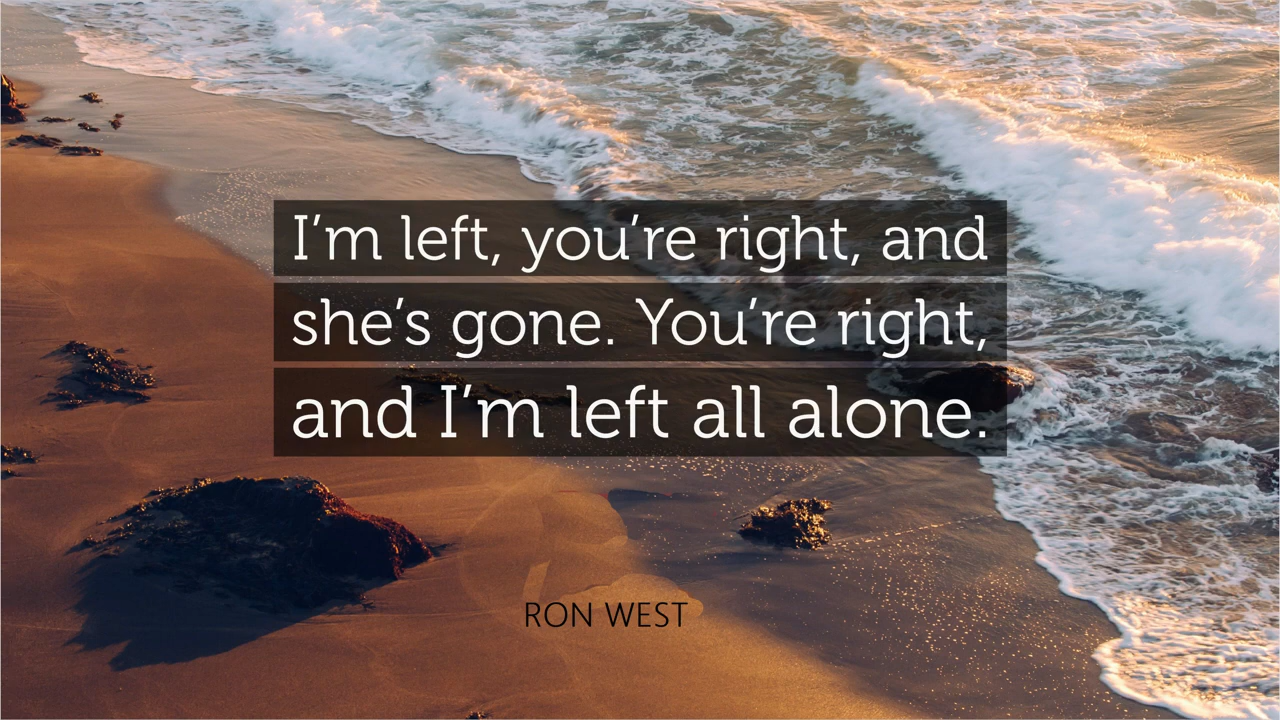 I’m left, you’re right, and
she’s gone. You’re right,
and I’m left all alone.
RON WEST